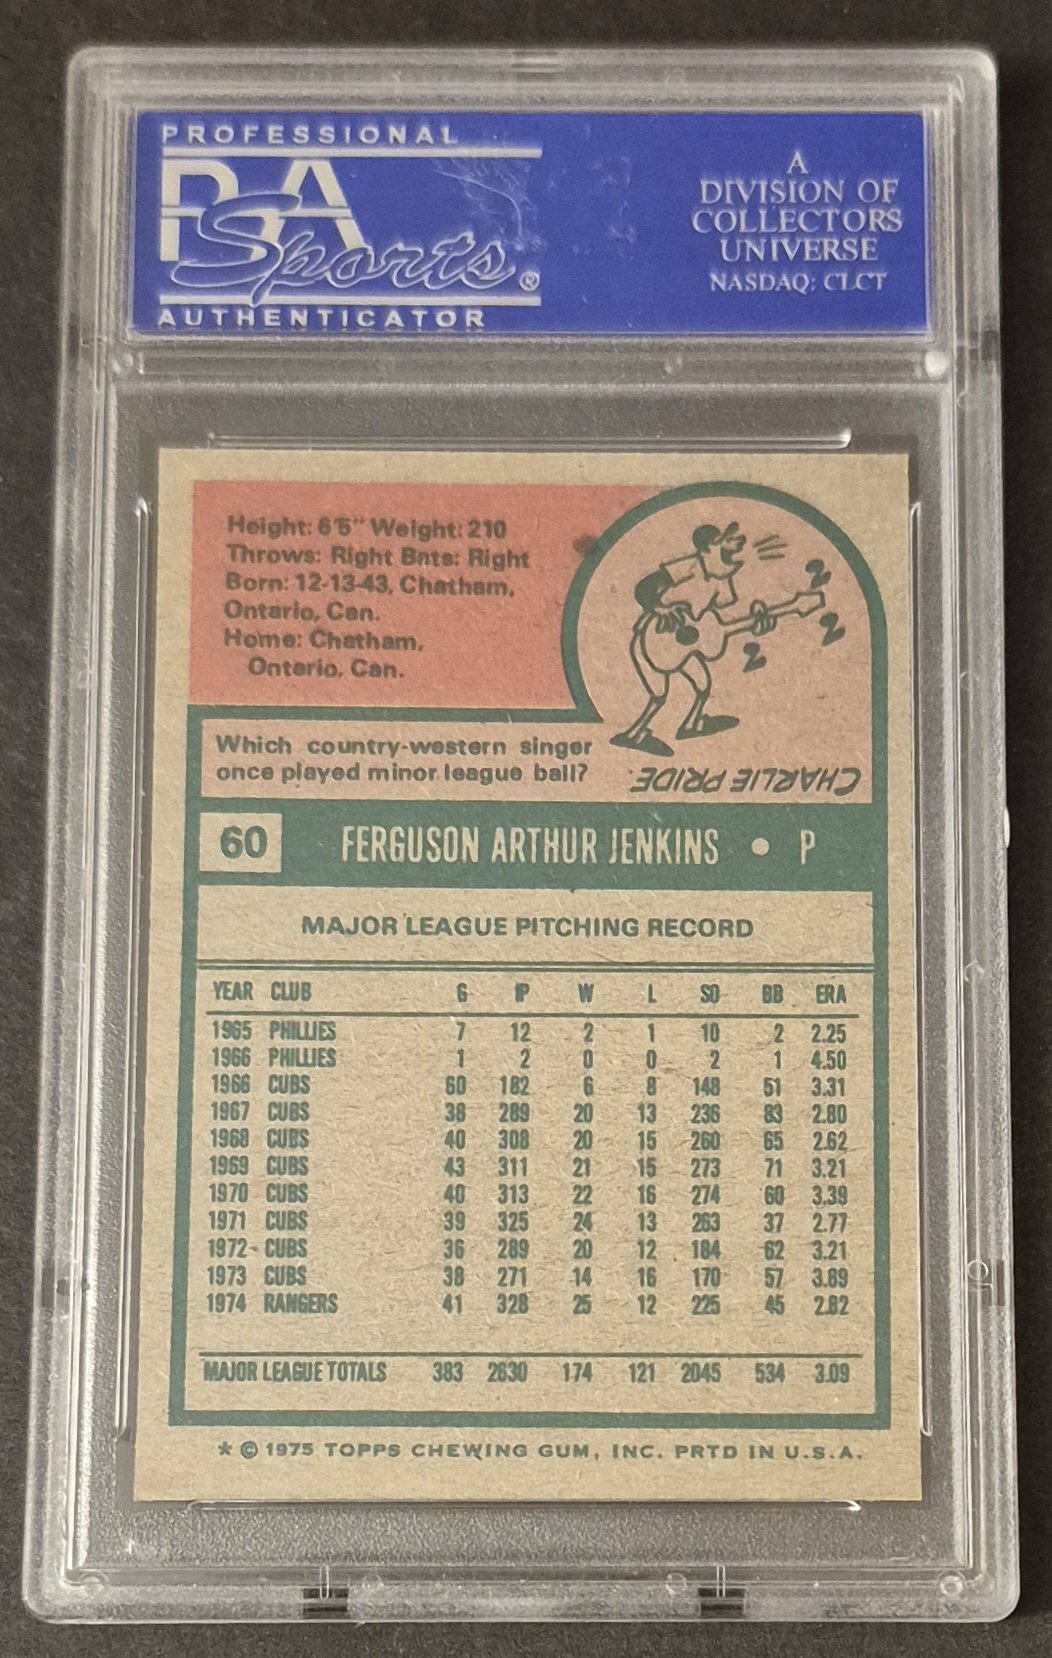 PROFESSIONAL
PSA
Sports®
AUTHENTICATOR
A
DIVISION OF
COLLECTORS
UNIVERSE
NASDAQ: CLCT
Height: 6'5" Weight: 210
Throws: Right Bats: Right
Born: 12-13-43, Chatham,
Ontario, Can.
Home: Chatham,
Ontario, Can.
2
2
2
Which country-western singer
once played minor league ball?
CHARLIE PRIDE.
60 FERGUSON ARTHUR JENKINS • P
MAJOR LEAGUE PITCHING RECORD
YEAR CLUB G IP W L SO BB ERA
1965 PHILLIES 7 12 2 1 10 2 2.25
1966 PHILLIES 1 2 0 0 2 1 4.50
1966 CUBS 60 182 6 8 148 51 3.31
1967 CUBS 38 289 20 13 236 83 2.80
1968 CUBS 40 308 20 15 260 65 2.62
1969 CUBS 43 311 21 15 273 71 3.21
1970 CUBS 40 313 22 16 274 60 3.39
1971 CUBS 39 325 24 13 263 37 2.77
1972 CUBS 36 289 20 12 184 62 3.21
1973 CUBS 38 271 14 16 170 57 3.89
1974 RANGERS 41 328 25 12 225 45 2.82
MAJOR LEAGUE TOTALS 383 2630 174 121 2045 534 3.09
* © 1975 TOPPS CHEWING GUM, INC. PRTD IN U.S.A.